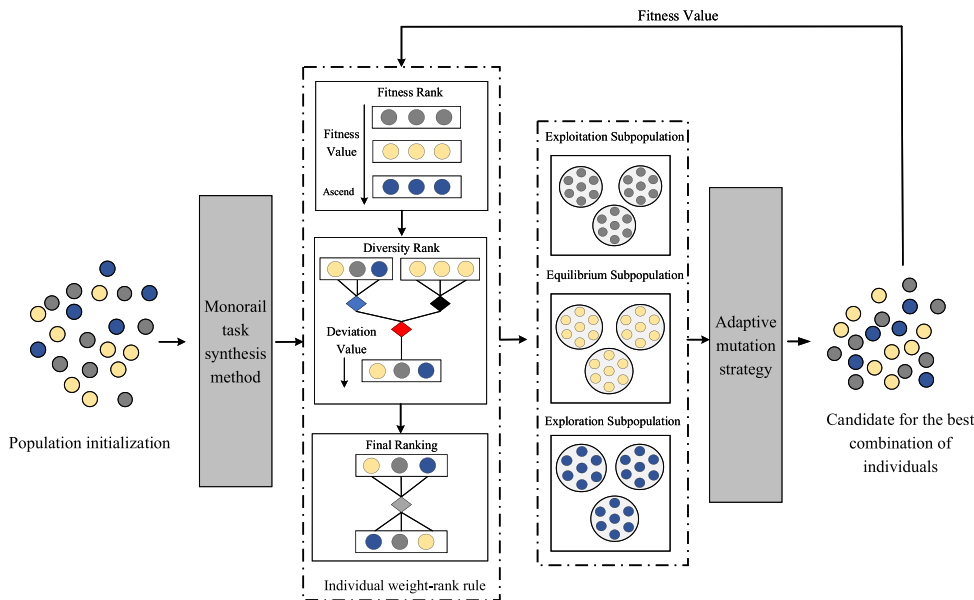 Fitness Value
Fitness Rank
Fitness
Value
Ascend
Diversity Rank
Deviation
Value
Final Ranking
Individual weight-rank rule
Population initialization
Monorail
task
synthesis
method
Exploitation Subpopulation
Equilibrium Subpopulation
Exploration Subpopulation
Adaptive
mutation
strategy
Candidate for the best
combination of
individuals